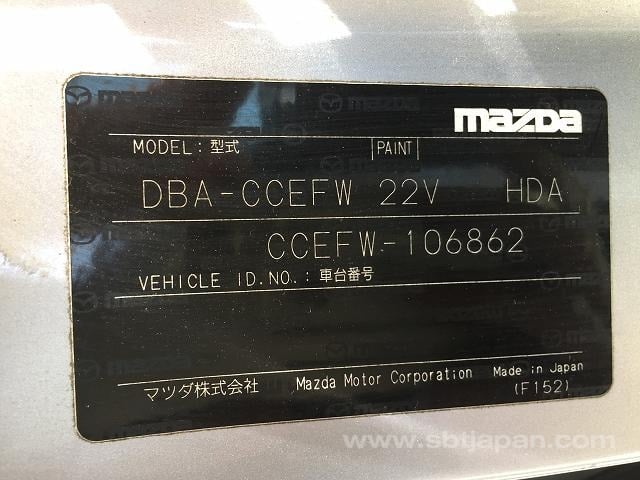 mazda
MODEL: 型式 PAINT
DBA-CCEFW 22V HDA
CCEFW-106862
VEHICLE ID.NO.: 車台番号
マツダ株式会社 Mazda Motor Corporation Made in Japan
(F152)
www.sbtjapan.com